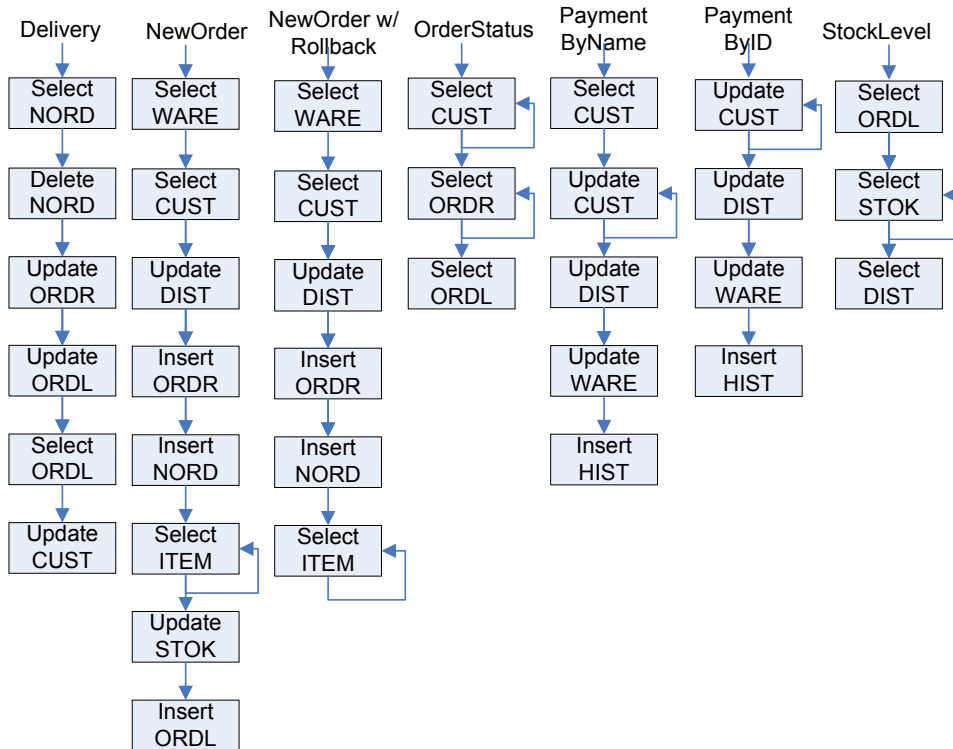 Delivery
Select
NORD
Delete
NORD
Update
ORDR
Update
ORDL
Select
ORDL
Update
CUST
NewOrder
Select
WARE
Select
CUST
Update
DIST
Insert
ORDR
Insert
NORD
Select
ITEM
Update
STOK
Insert
ORDL
NewOrder w/
Rollback
Select
WARE
Select
CUST
Update
DIST
Insert
ORDR
Insert
NORD
Select
ITEM
OrderStatus
Select
CUST
Select
ORDR
Select
ORDL
Payment
ByName
Select
CUST
Update
CUST
Update
DIST
Update
WARE
Insert
HIST
Payment
ByID
Update
CUST
Update
DIST
Update
WARE
Insert
HIST
StockLevel
Select
ORDL
Select
STOK
Select
DIST